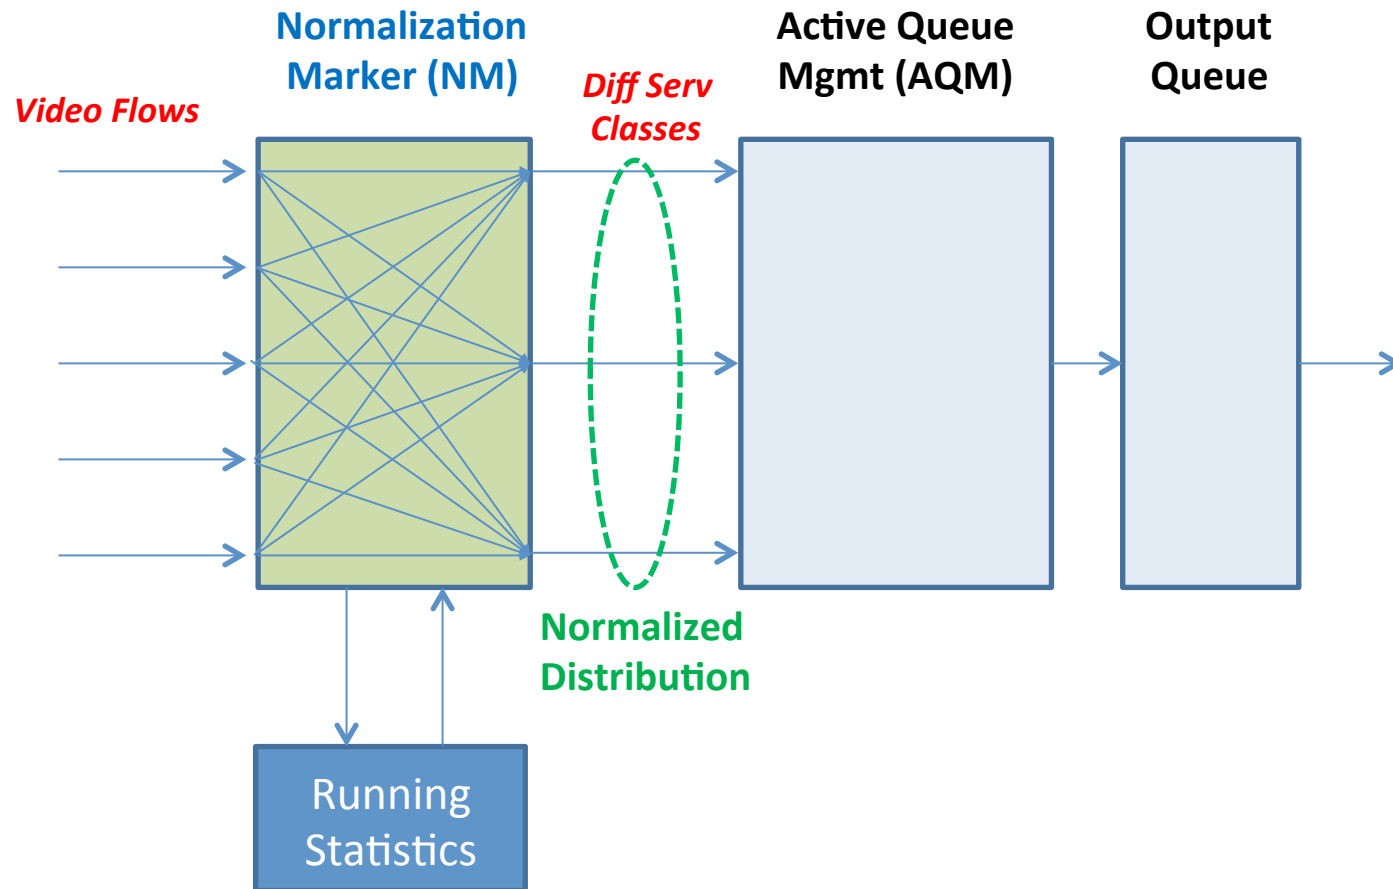 Normalization
Marker (NM)
Active Queue
Mgmt (AQM)
Output
Queue
Video Flows
Diff Serv
Classes
Normalized
Distribution
Running
Statistics